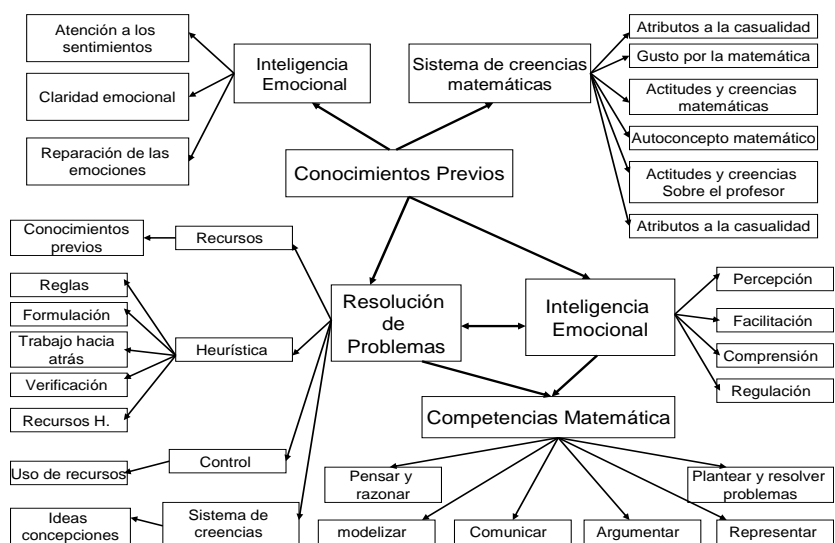 Atención a los
sentimientos
Claridad emocional
Reparación de las
emociones
Inteligencia
Emocional
Sistema de creencias
matemáticas
Atributos a la casualidad
Gusto por la matemática
Actitudes y creencias
matemáticas
Autoconcepto matemático
Actitudes y creencias
Sobre el profesor
Atributos a la casualidad
Conocimientos Previos
Conocimientos
previos
Recursos
Reglas
Formulación
Trabajo hacia
atrás
Verificación
Recursos H.
Heurística
Uso de recursos
Control
Ideas
concepciones
Sistema de
creencias
Resolución
de
Problemas
Inteligencia
Emocional
Percepción
Facilitación
Comprensión
Regulación
Competencias Matemática
Pensar y
razonar
Plantear y resolver
problemas
modelizar
Comunicar
Argumentar
Representar